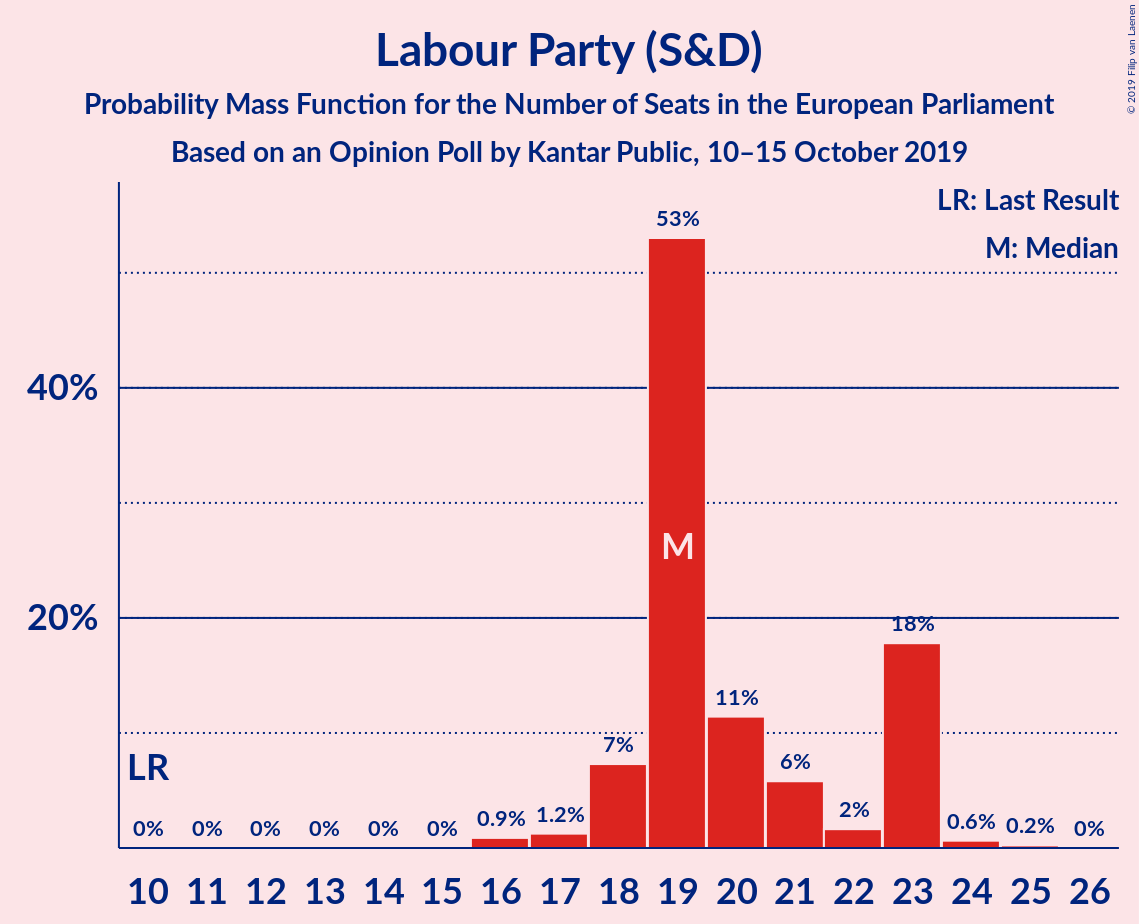 Labour Party (S&D)
Probability Mass Function for the Number of Seats in the European Parliament
Based on an Opinion Poll by Kantar Public, 10–15 October 2019
© 2019 Filip van Laenen
LR: Last Result
M: Median
53%
40%
M
20%
18%
11%
7%
6%
LR
0% 0% 0% 0% 0% 0% 0.9% 1.2% 2% 0.6% 0.2% 0%
10 11 12 13 14 15 16 17 18 19 20 21 22 23 24 25 26